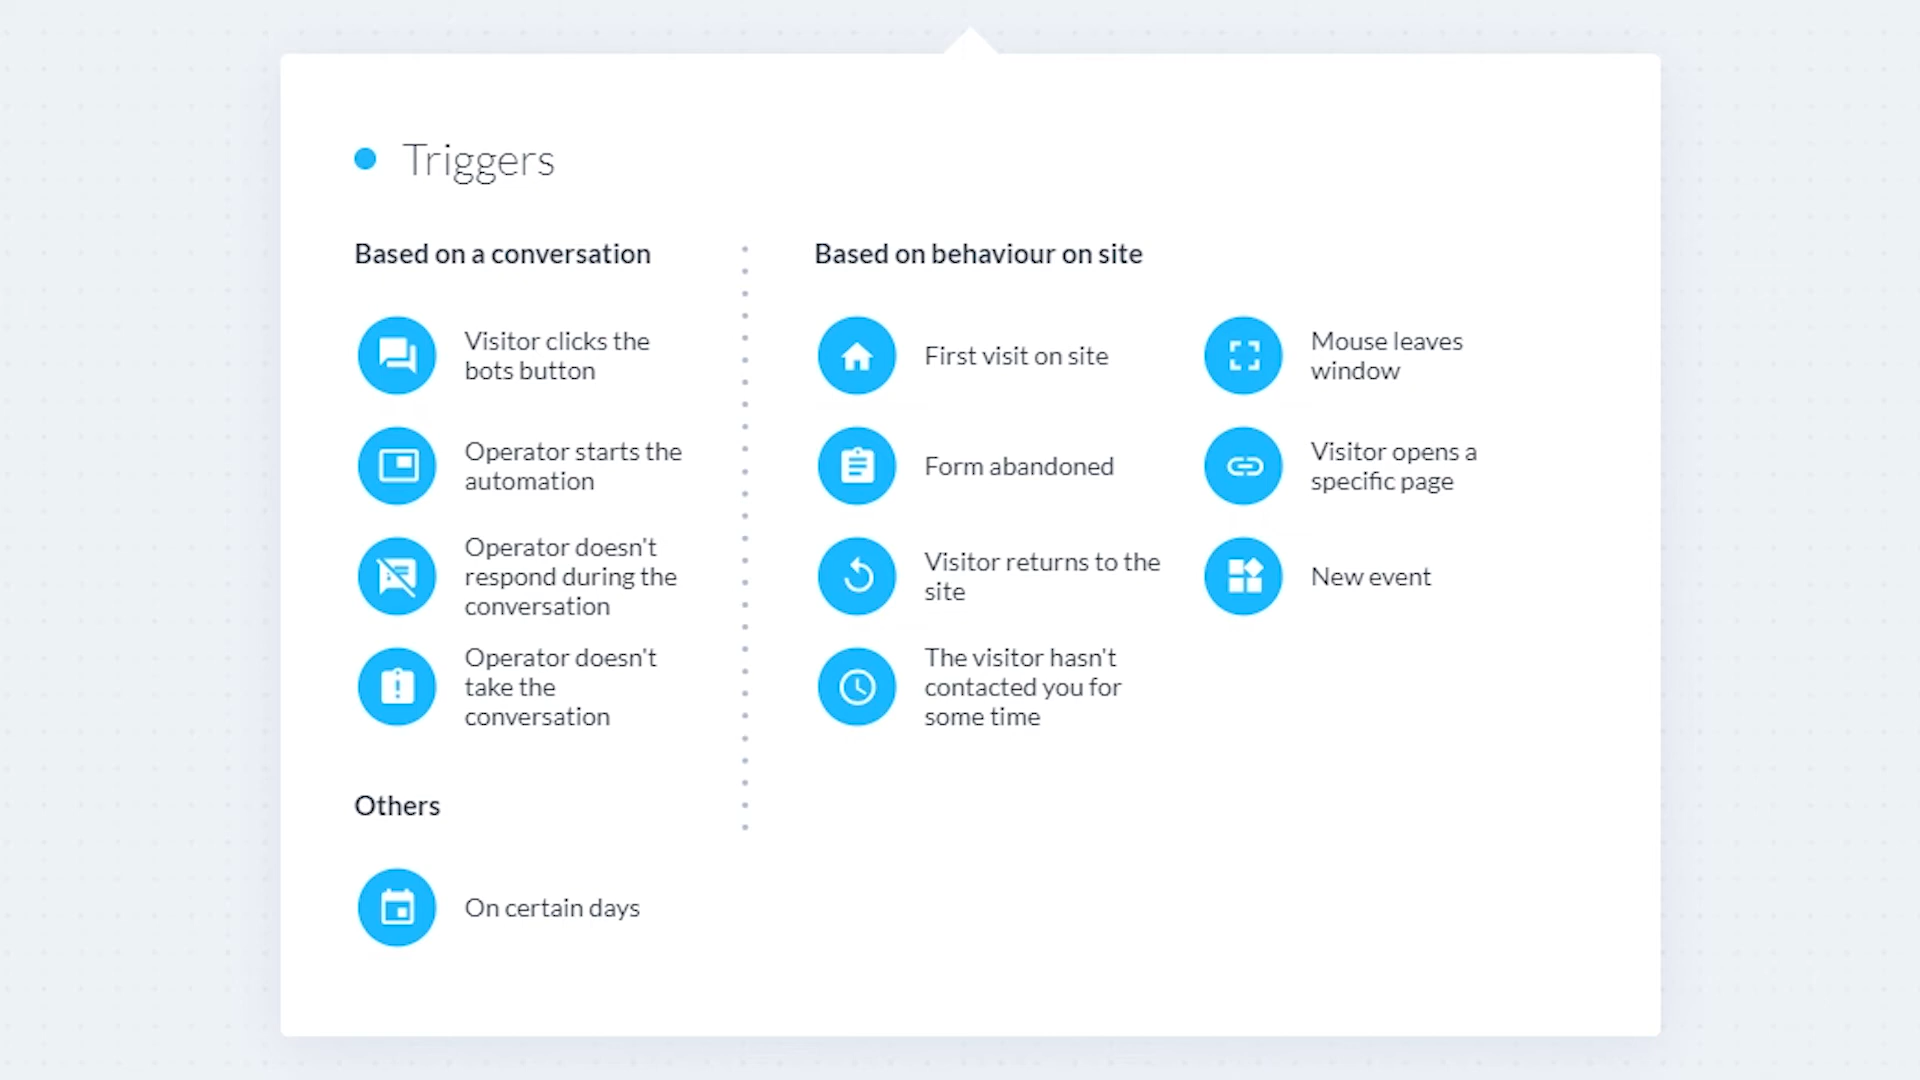 Triggers
Based on a conversation
Visitor clicks the
bots button
Operator starts the
automation
Operator doesn't
respond during the
conversation
Operator doesn't
take the
conversation
Others
On certain days
Based on behaviour on site
First visit on site
Form abandoned
Visitor returns to the
site
The visitor hasn't
contacted you for
some time
Mouse leaves
window
Visitor opens a
specific page
New event